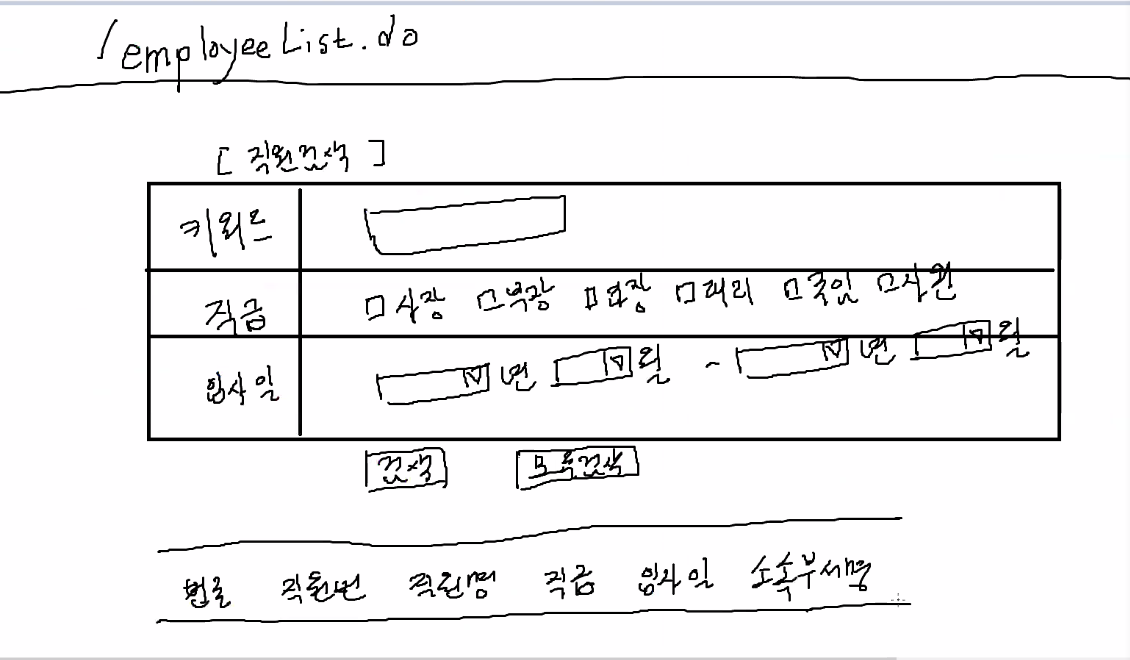 /employeeList.do
[ 직원검색 ]
키워드
직급 사장 부장 과장 대리 주임 사원
입사일 년 월 ~ 년 월
검색 모두검색
번호 직원번 직원명 직급 입사일 소속부서명